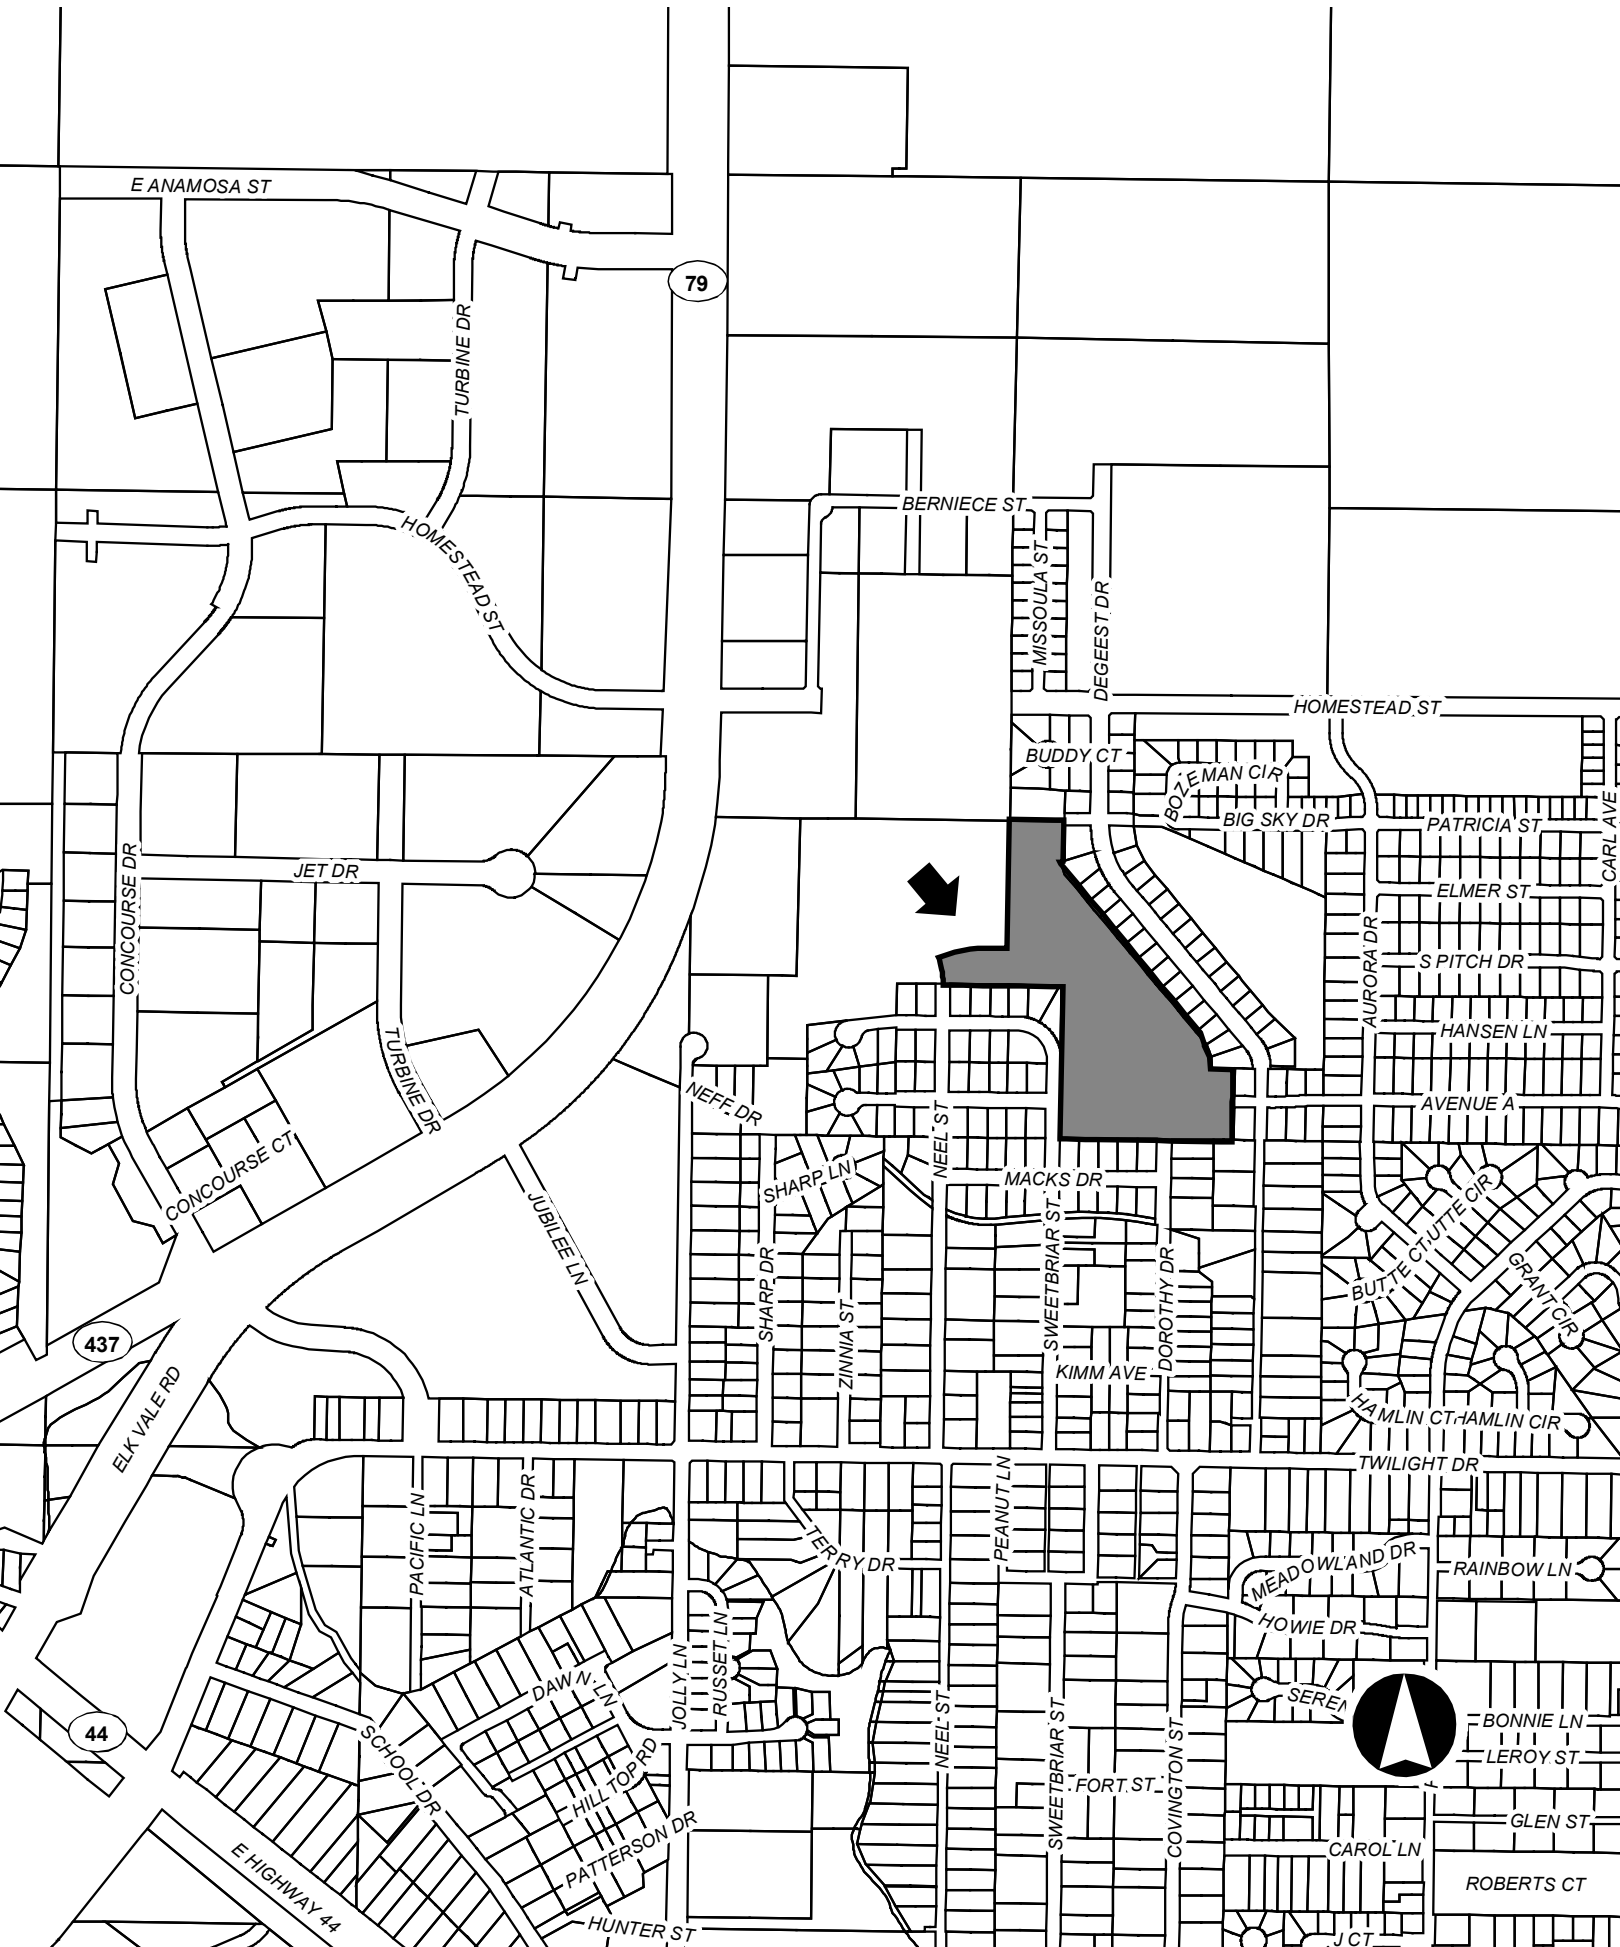 E ANAMOSA ST
79
TURBINE DR
BERNIECE ST
HOMESTEAD ST
MISSOULA ST
DEGEEST DR
HOMESTEAD ST
BUDDY CT
BOZEMAN CIR
BIG SKY DR
PATRICIA ST
CARL AVE
CONCOURSE DR
JET DR
ELMER ST
AURORA DR
S PITCH DR
HANSEN LN
TURBINE DR
NEFF DR
AVENUE A
NEEL ST
CONCOURSE CT
SHARP LN
MACKS DR
JUBILEE LN
SHARP DR
ZINNIA ST
SWEETBRIAR ST
DOROTHY DR
BUTTE CT
UTTE CIR
GRANT CIR
437
ELK VALE RD
KIMM AVE
HAMLIN CT
HAMLIN CIR
TWILIGHT DR
PACIFIC LN
ATLANTIC DR
PEANUT LN
TERRY DR
MEADOWLAND DR
RAINBOW LN
HOWIE DR
DAWN LN
JOLLY LN
RUSSET LN
SEREN
44
SCHOOL DR
NEEL ST
SWEETBRIAR ST
COVINGTON ST
BONNIE LN
LEROY ST
HILLTOP RD
FORT ST
GLEN ST
PATTERSON DR
CAROL LN
E HIGHWAY 44
ROBERTS CT
HUNTER ST
J CT